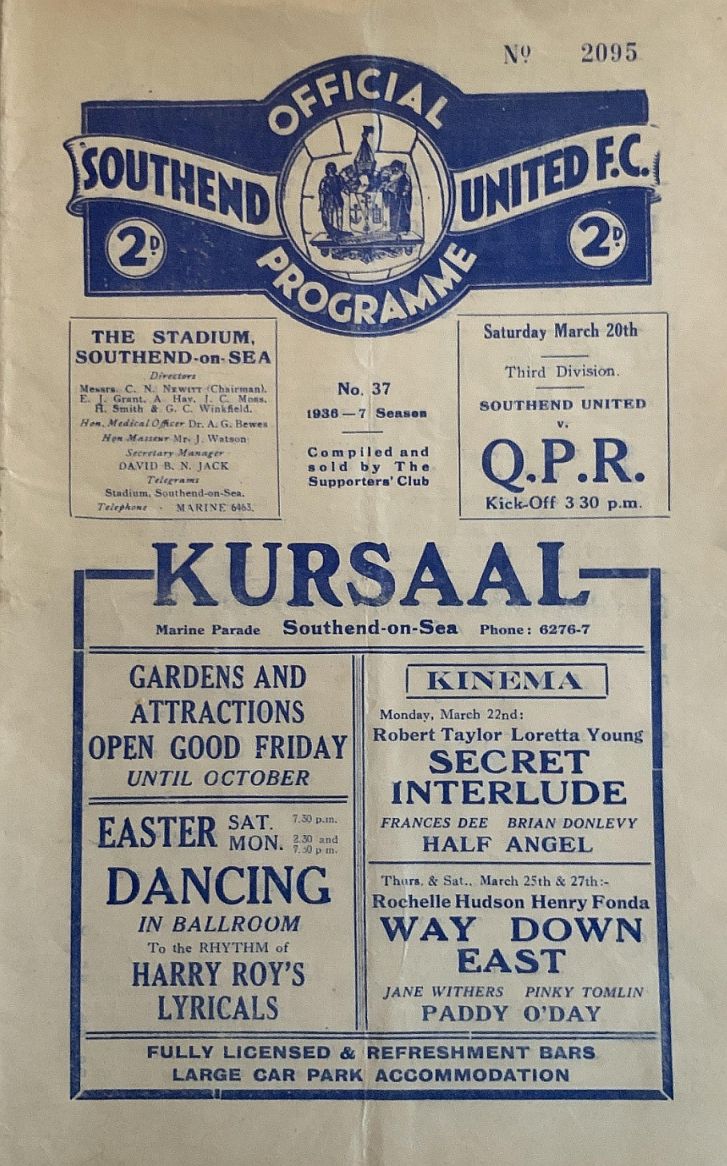 Nº 2095
OFFICIAL
SOUTHEND UNITED F.C.
2D 2D
PROGRAMME
THE STADIUM,
SOUTHEND-on-SEA
Directors
Messrs. C. N. NEWITT (Chairman).
E. J. Grant. A. Hay. J. C. Moss.
H. Smith & G. C. Winkfield.
Hon. Medical Officer Dr. A. G. Bewes
Hon Masseur Mr. J. Watson
Secretary-Manager
DAVID B. N. JACK
Telegrams
Stadium, Southend-on-Sea.
Telephone - MARINE 6463.
No. 37
1936-7 Season
Compiled and
sold by The
Supporters' Club
Saturday March 20th
Third Division.
SOUTHEND UNITED
v.
Q.P.R.
Kick-Off 3 30 p.m.
KURSAAL
Marine Parade Southend-on-Sea Phone: 6276-7
GARDENS AND
ATTRACTIONS
OPEN GOOD FRIDAY
UNTIL OCTOBER
EASTER SAT. 7.30 p.m.
MON. 2.30 and
7.30 p m.
DANCING
IN BALLROOM
To the RHYTHM of
HARRY ROY'S
LYRICALS
KINEMA
Monday, March 22nd:
Robert Taylor Loretta Young
SECRET
INTERLUDE
FRANCES DEE BRIAN DONLEVY
HALF ANGEL
Thurs. & Sat., March 25th & 27th:-
Rochelle Hudson Henry Fonda
WAY DOWN
EAST
JANE WITHERS PINKY TOMLIN
PADDY O'DAY
FULLY LICENSED & REFRESHMENT BARS
LARGE CAR PARK ACCOMMODATION